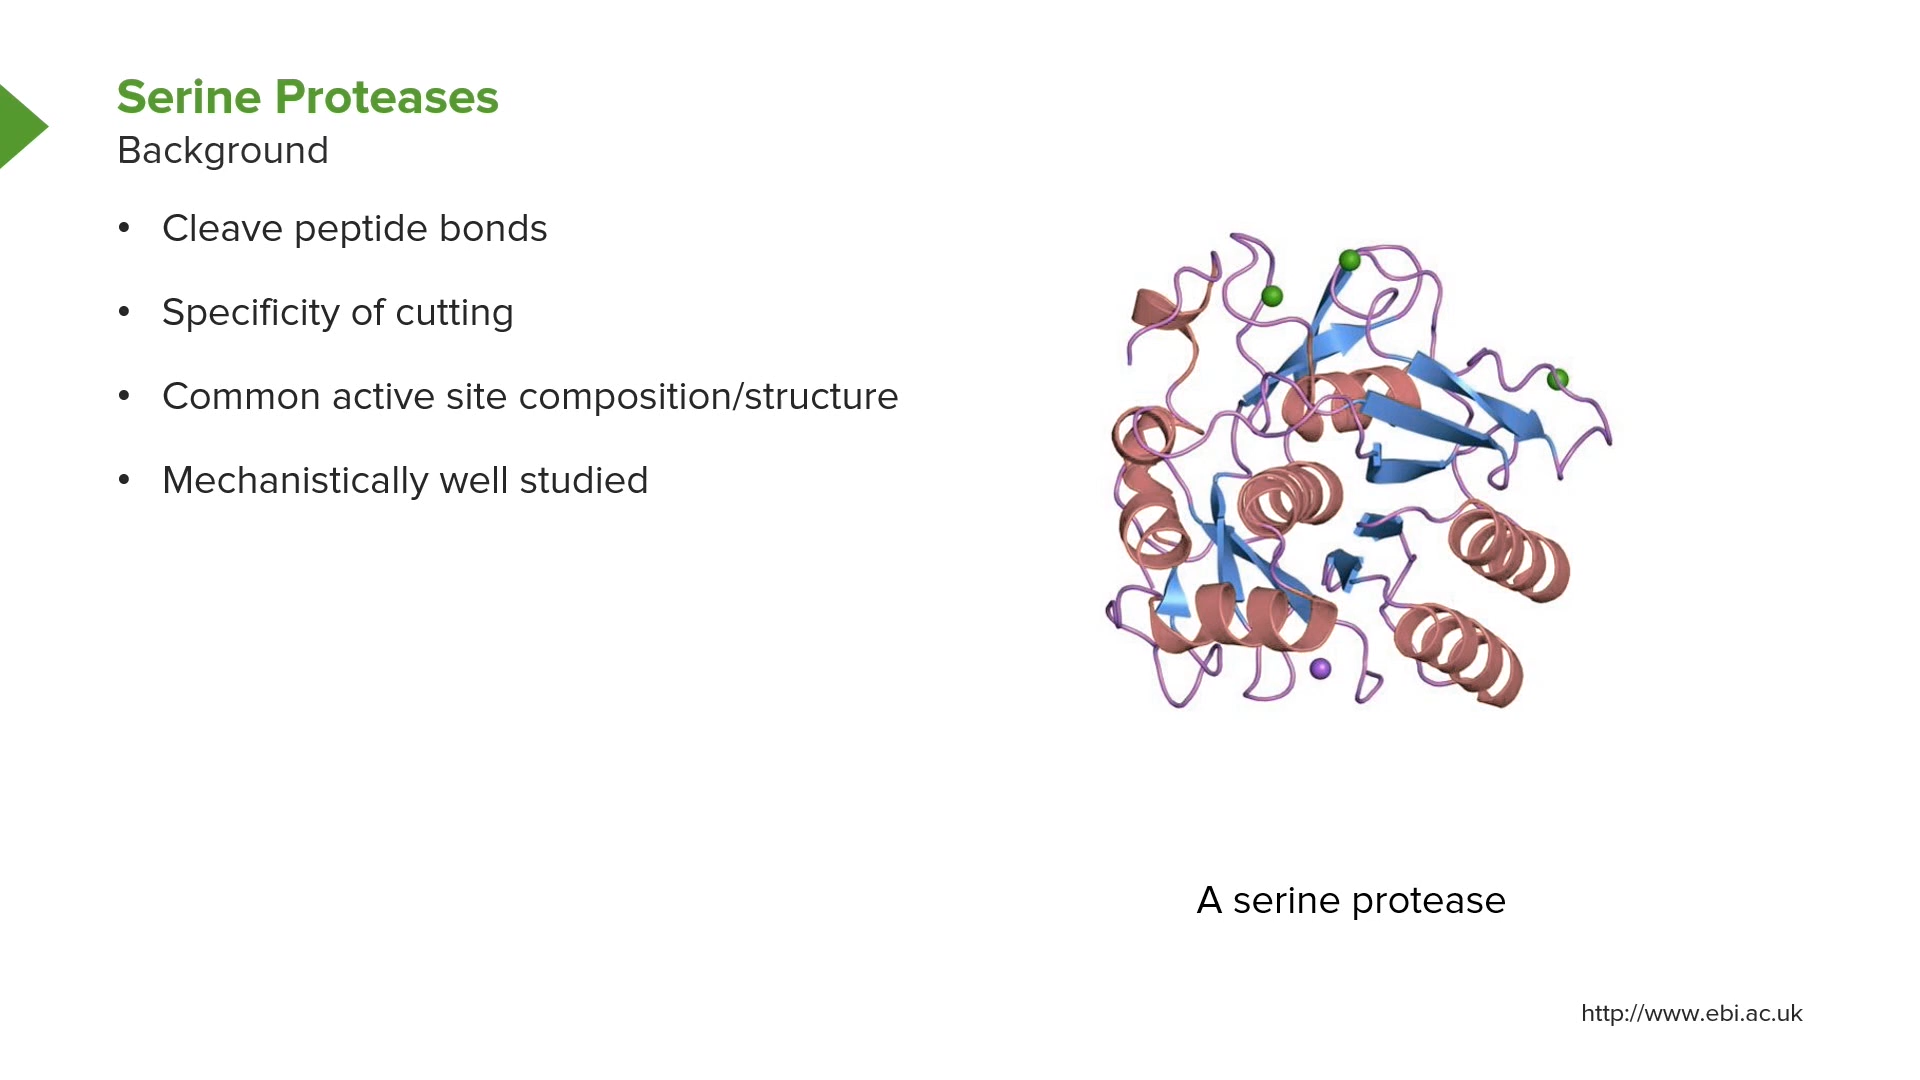 Serine Proteases
Background
• Cleave peptide bonds
• Specificity of cutting
• Common active site composition/structure
• Mechanistically well studied
A serine protease
http://www.ebi.ac.uk